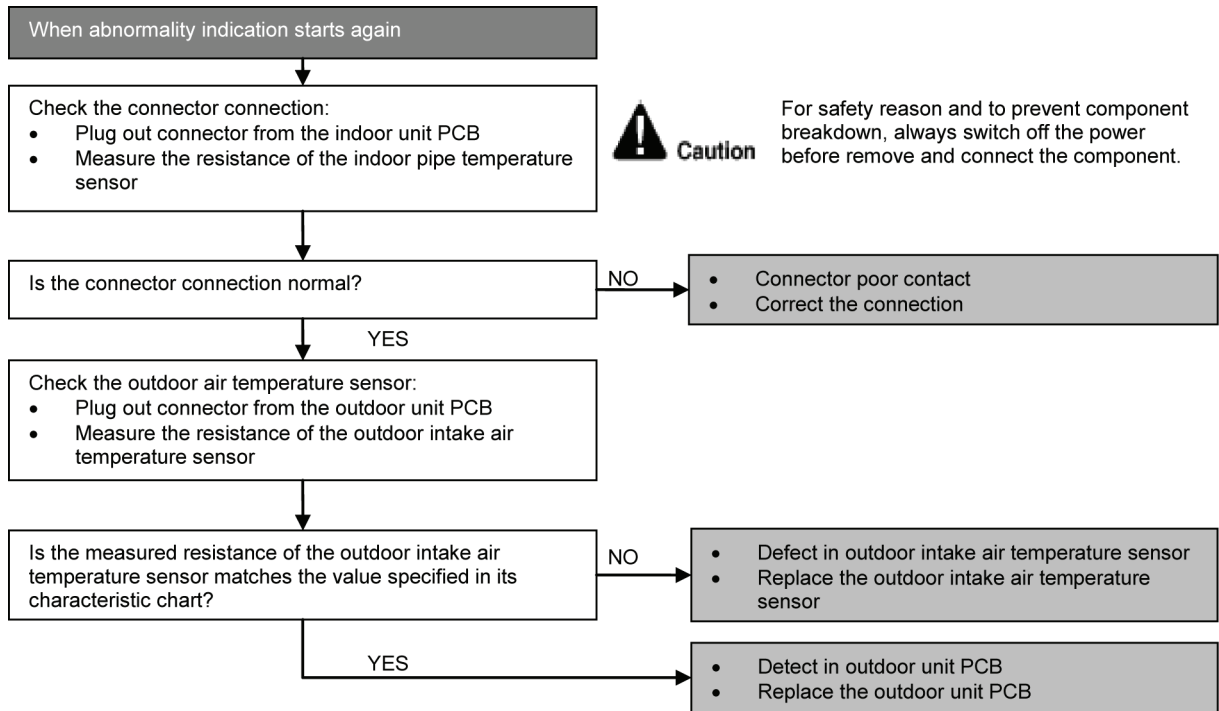 When abnormality indication starts again
Check the connector connection:
• Plug out connector from the indoor unit PCB
• Measure the resistance of the indoor pipe temperature
sensor
Caution
For safety reason and to prevent component
breakdown, always switch off the power
before remove and connect the component.
Is the connector connection normal?
NO
• Connector poor contact
• Correct the connection
YES
Check the outdoor air temperature sensor:
• Plug out connector from the outdoor unit PCB
• Measure the resistance of the outdoor intake air
temperature sensor
Is the measured resistance of the outdoor intake air
temperature sensor matches the value specified in its
characteristic chart?
NO
• Defect in outdoor intake air temperature sensor
• Replace the outdoor intake air temperature
sensor
YES
• Detect in outdoor unit PCB
• Replace the outdoor unit PCB